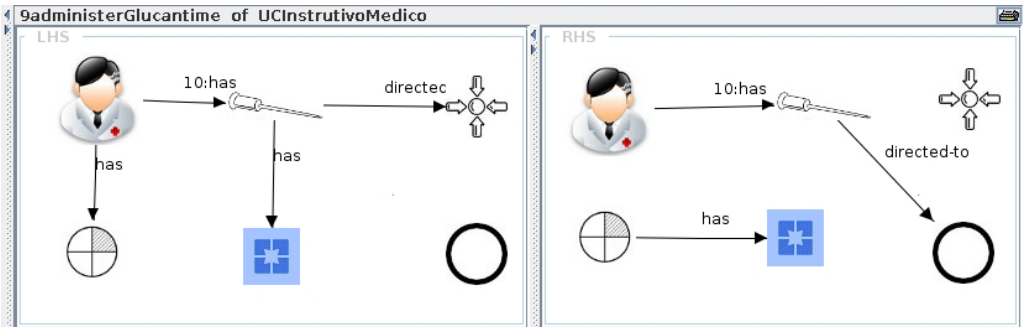 9administerGlucantime of UCInstrutivoMedico
LHS
10:has
directec
has
has
RHS
10:has
directed-to
has